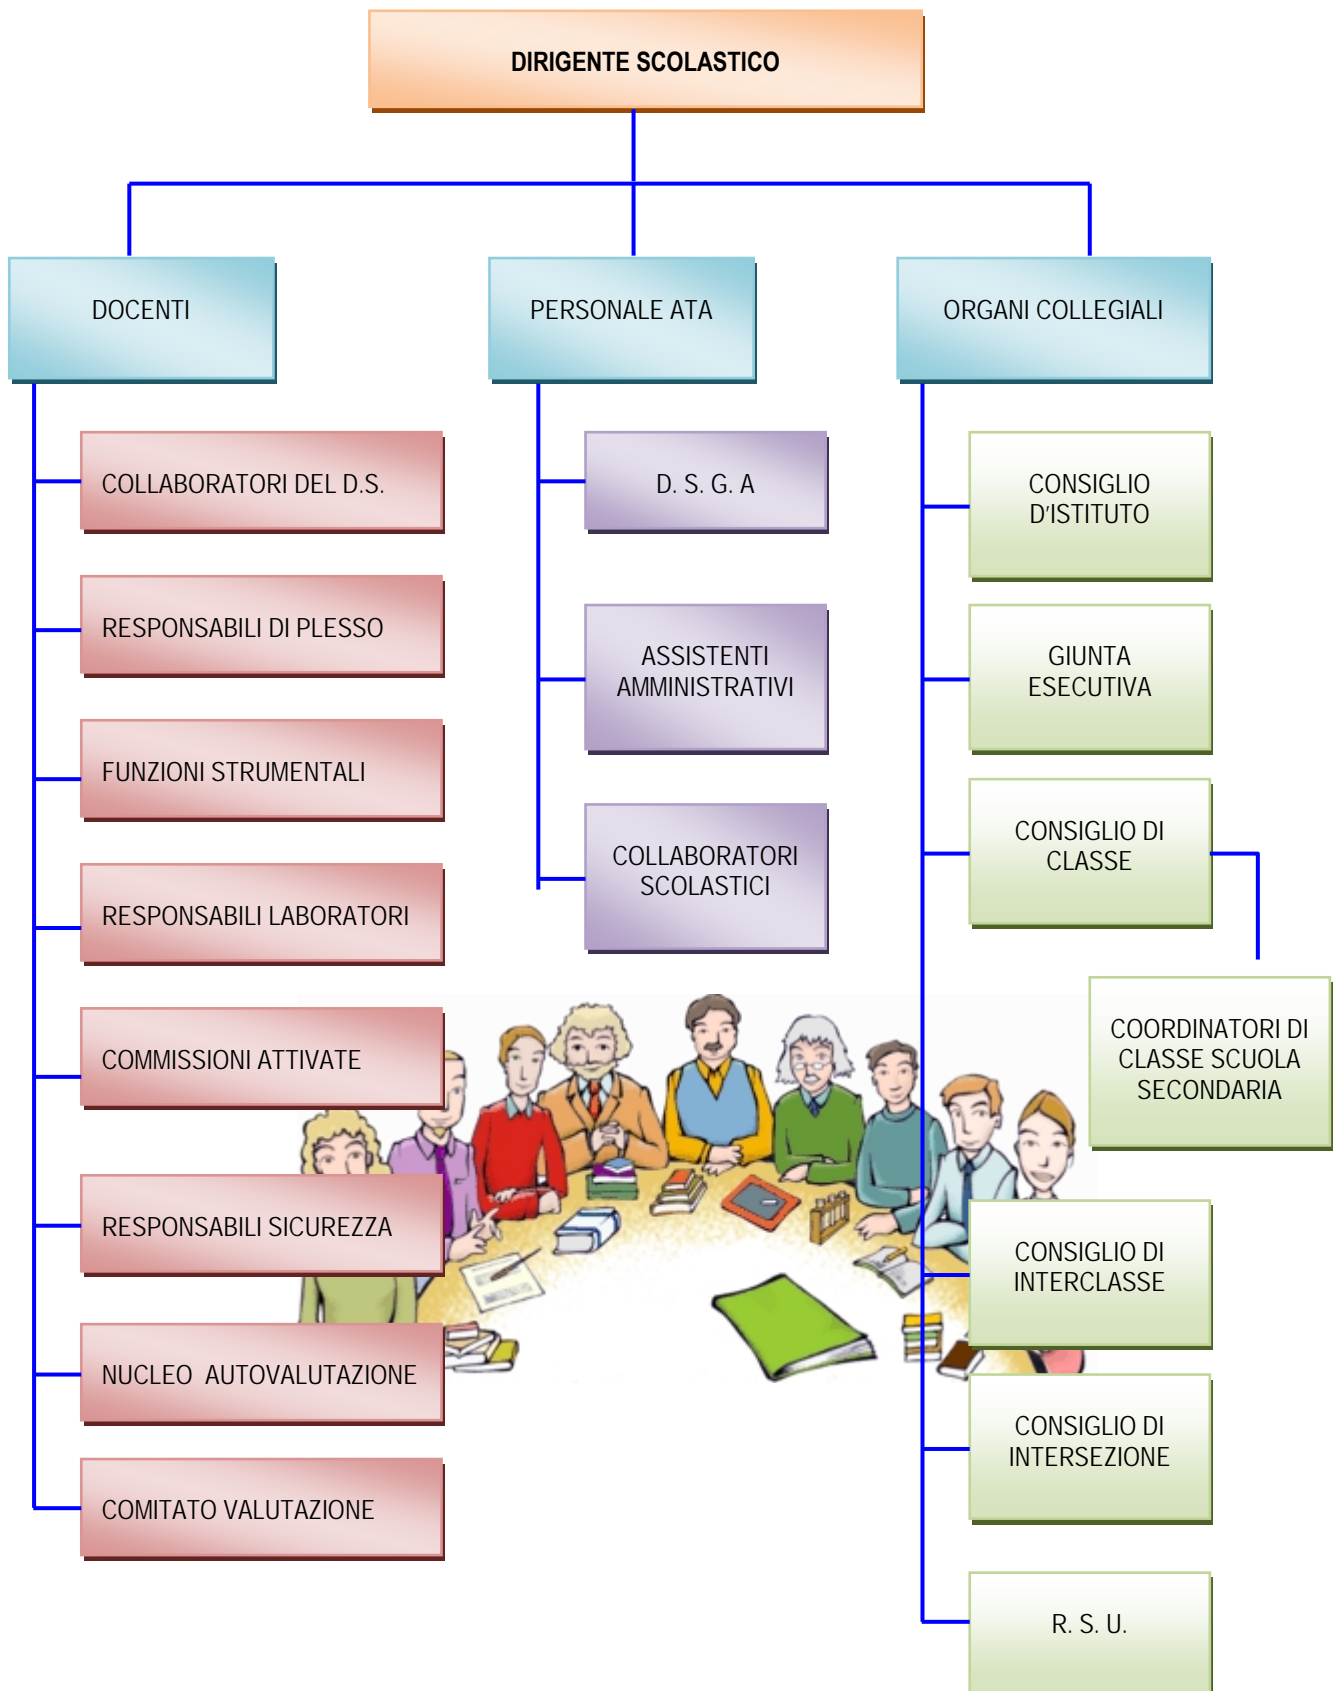 DIRIGENTE SCOLASTICO
DOCENTI
COLLABORATORI DEL D.S.
RESPONSABILI DI PLESSO
FUNZIONI STRUMENTALI
RESPONSABILI LABORATORI
COMMISSIONI ATTIVATE
RESPONSABILI SICUREZZA
NUCLEO AUTOVALUTAZIONE
COMITATO VALUTAZIONE
PERSONALE ATA
D. S. G. A
ASSISTENTI
AMMINISTRATIVI
COLLABORATORI
SCOLASTICI
ORGANI COLLEGIALI
CONSIGLIO
D'ISTITUTO
GIUNTA
ESECUTIVA
CONSIGLIO DI
CLASSE
COORDINATORI DI
CLASSE SCUOLA
SECONDARIA
CONSIGLIO DI
INTERCLASSE
CONSIGLIO DI
INTERSEZIONE
R. S. U.